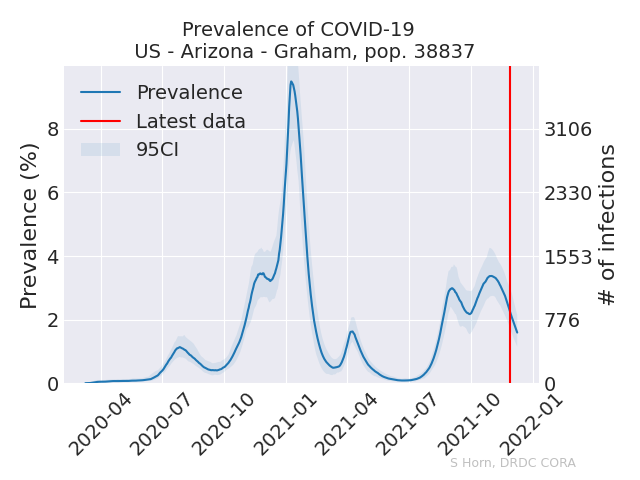 Prevalence of COVID-19
US - Arizona - Graham, pop. 38837
Prevalence
Latest data
95CI
Prevalence (%)
8
6
4
2
0
3106
2330
1553
776
0
# of infections
2020-04
2020-07
2020-10
2021-01
2021-04
2021-07
2021-10
2022-01
S Horn, DRDC CORA